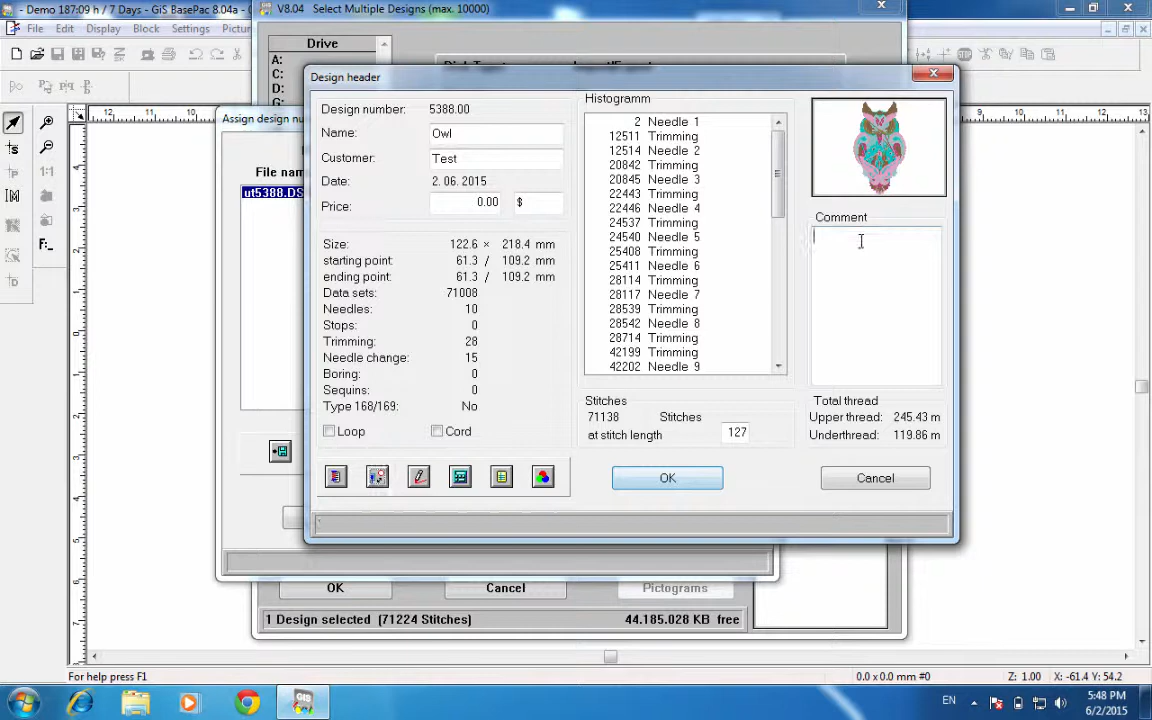 - Demo 187:09 h / 7 Days - GiS BasePac 8.04a -
V8.04 Select Multiple Designs (max. 10000)
File Edit Display Block Settings
Drive
A:
C:
D:
Design header
Assign design
File
ut5388.DS
Design number: 5388.00
Name: Owl
Customer: Test
Date: 2. 06. 2015
Price: 0.00 $
Size: 122.6 × 218.4 mm
starting point: 61.3 / 109.2 mm
ending point: 61.3 / 109.2 mm
Data sets: 71008
Needles: 10
Stops: 0
Trimming: 28
Needle change: 15
Boring: 0
Sequins: 0
Type 168/169: No
Loop Cord
Histogramm
2 Needle 1
12511 Trimming
12514 Needle 2
20842 Trimming
20845 Needle 3
22443 Trimming
22446 Needle 4
24537 Trimming
24540 Needle 5
25408 Trimming
25411 Needle 6
28114 Trimming
28117 Needle 7
28539 Trimming
28542 Needle 8
28714 Trimming
42199 Trimming
42202 Needle 9
Stitches
71138 Stitches
at stitch length 127
Comment
Total thread
Upper thread: 245.43 m
Underthread: 119.86 m
OK Cancel
OK Cancel Pictograms
1 Design selected (71224 Stitches) 44.185.028 KB free
For help press F1
0.0 x 0.0 mm #0 Z: 1.00 X: -61.4 Y: 54.2
EN 5:48 PM
6/2/2015